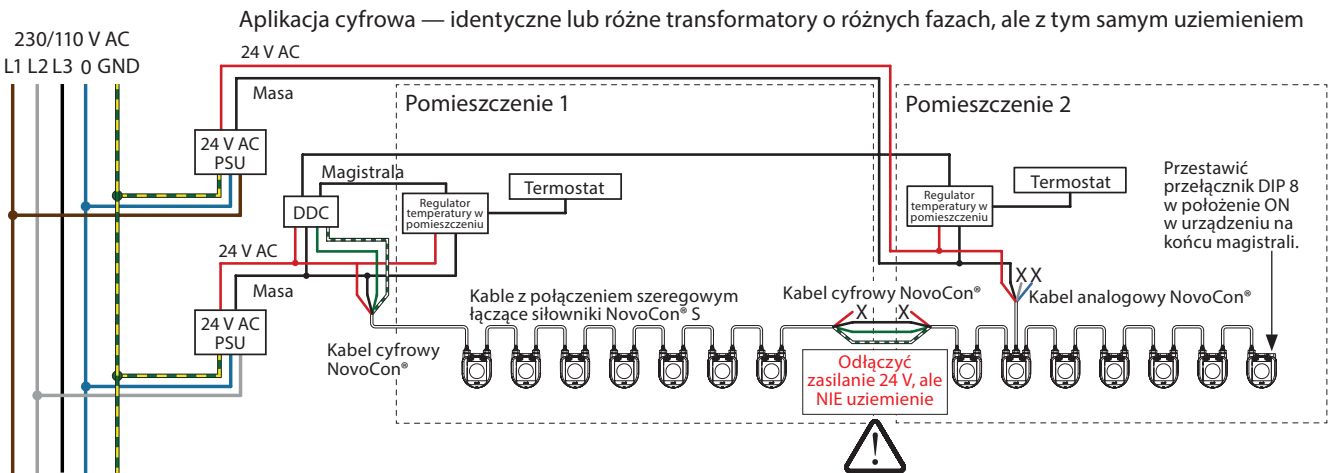 Aplikacja cyfrowa — identyczne lub różne transformatory o różnych fazach, ale z tym samym uziemieniem
230/110 V AC
L1 L2 L3 0 GND
24 V AC
Masa
24 V AC
PSU
Pomieszczenie 1
Pomieszczenie 2
Magistrala
DDC
Regulator
temperatury w
pomieszczeniu
Termostat
Regulator
temperatury w
pomieszczeniu
Termostat
Przestawić
przełącznik DIP 8
w położenie ON
w urządzeniu na
końcu magistrali.
24 V AC
Masa
24 V AC
PSU
Kabel cyfrowy
NovoCon®
Kable z połączeniem szeregowym
łączące siłowniki NovoCon® S
Kabel cyfrowy NovoCon®
X X
X X
Kabel analogowy NovoCon®
Odłączyć
zasilanie 24 V, ale
NIE uziemienie
!